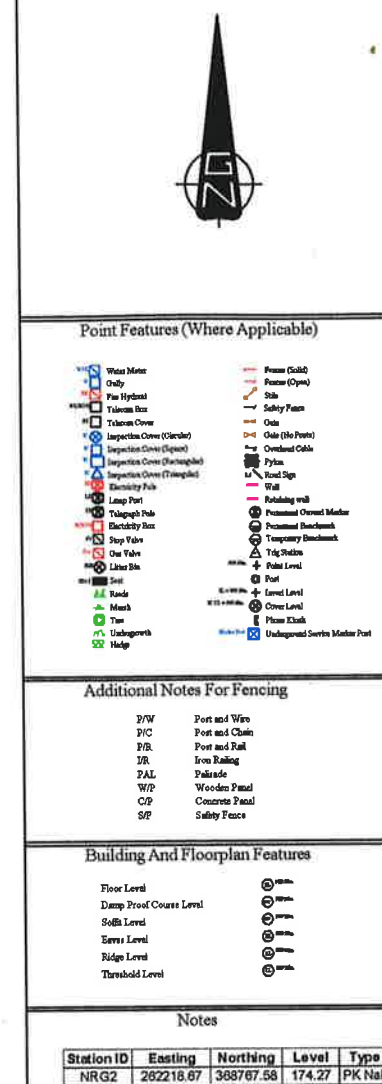 GN
Point Features (Where Applicable)
Water Meter
Gully
Fire Hydrant
Telecom Box
Telecom Cover
Inspection Cover (Circular)
Inspection Cover (Square)
Inspection Cover (Rectangular)
Inspection Cover (Triangular)
Electricity Pole
Lamp Post
Telegraph Pole
Electricity Box
Stop Valve
Gas Valve
Litter Bin
Seat
Reeds
Marsh
Tree
Undergrowth
Hedge
Fences (Solid)
Fences (Open)
Stile
Safety Fence
Gate
Gate (No Posts)
Overhead Cable
Pylon
Road Sign
Wall
Retaining wall
Permanent Ground Marker
Permanent Benchmark
Temporary Benchmark
Trig Station
Point Level
Post
Invert Level
Cover Level
Phone Kiosk
Underground Service Marker Post
Additional Notes For Fencing
P/W Post and Wire
P/C Post and Chain
P/R Post and Rail
I/R Iron Railing
PAL Palisade
W/P Wooden Panel
C/P Concrete Panel
S/F Safety Fence
Building And Floorplan Features
Floor Level
Damp Proof Course Level
Soffit Level
Eaves Level
Ridge Level
Threshold Level
Notes
Station ID Easting Northing Level Type
NRG2 262218.67 368767.58 174.27 PK Nai